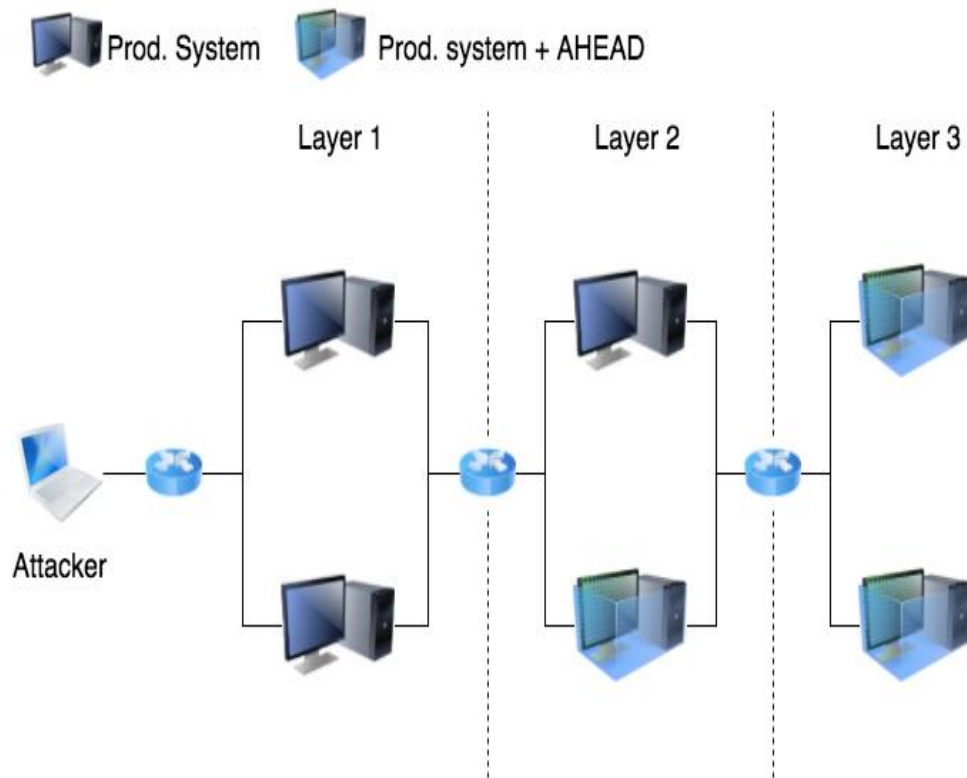 Prod. System
Prod. system + AHEAD
Layer 1
Layer 2
Layer 3
Attacker